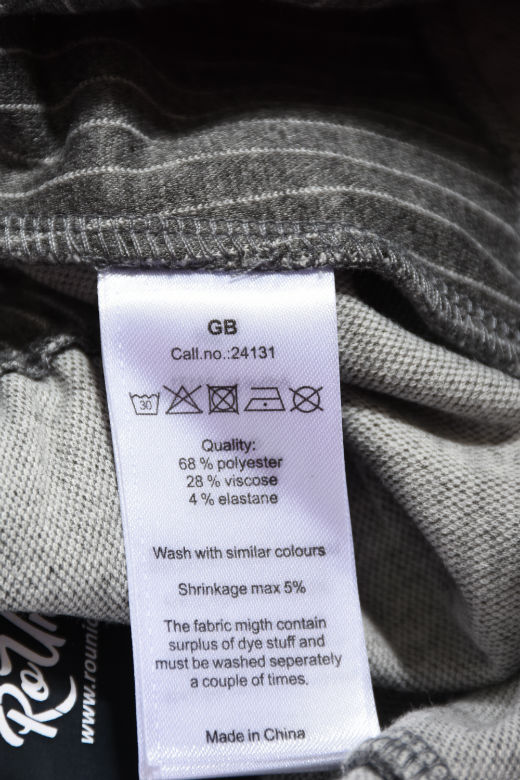 GB
Call.no.:24131
30
Quality:
68 % polyester
28 % viscose
4 % elastane
Wash with similar colours
Shrinkage max 5%
The fabric migth contain
surplus of dye stuff and
must be washed seperately
a couple of times.
Made in China